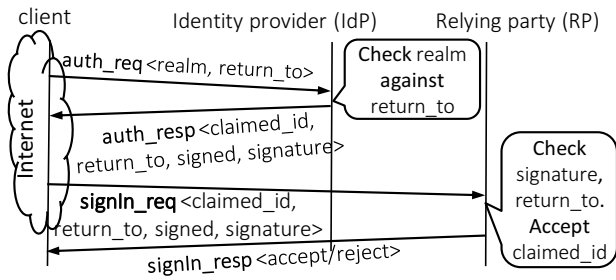 client
Identity provider (IdP)
Relying party (RP)
Internet
auth_req <realm, return_to>
Check realm
against
return_to
auth_resp <claimed_id,
return_to, signed, signature>
signIn_req <claimed_id,
return_to, signed, signature>
Check
signature,
return_to.
Accept
claimed_id
signIn_resp <accept/reject>